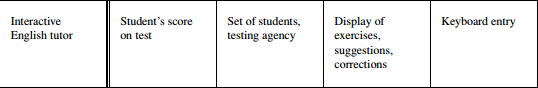 Interactive
English tutor
Student’s score
on test
Set of students,
testing agency
Display of
exercises,
suggestions,
corrections
Keyboard entry